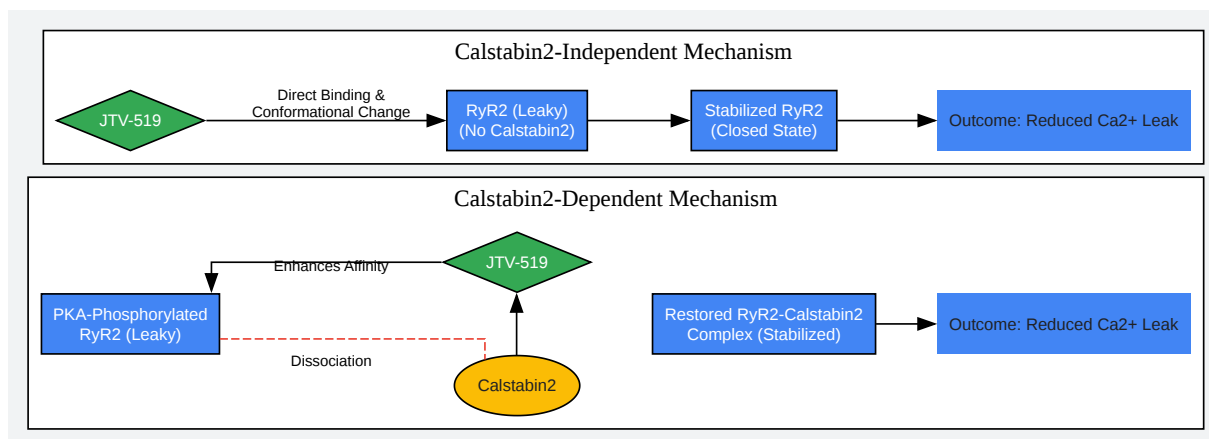 Calstabin2-Independent Mechanism
JTV-519
Direct Binding &
Conformational Change
RyR2 (Leaky)
(No Calstabin2)
Stabilized RyR2
(Closed State)
Outcome: Reduced Ca2+ Leak
Calstabin2-Dependent Mechanism
JTV-519
Enhances Affinity
PKA-Phosphorylated
RyR2 (Leaky)
Dissociation
Calstabin2
Restored RyR2-Calstabin2
Complex (Stabilized)
Outcome: Reduced Ca2+ Leak